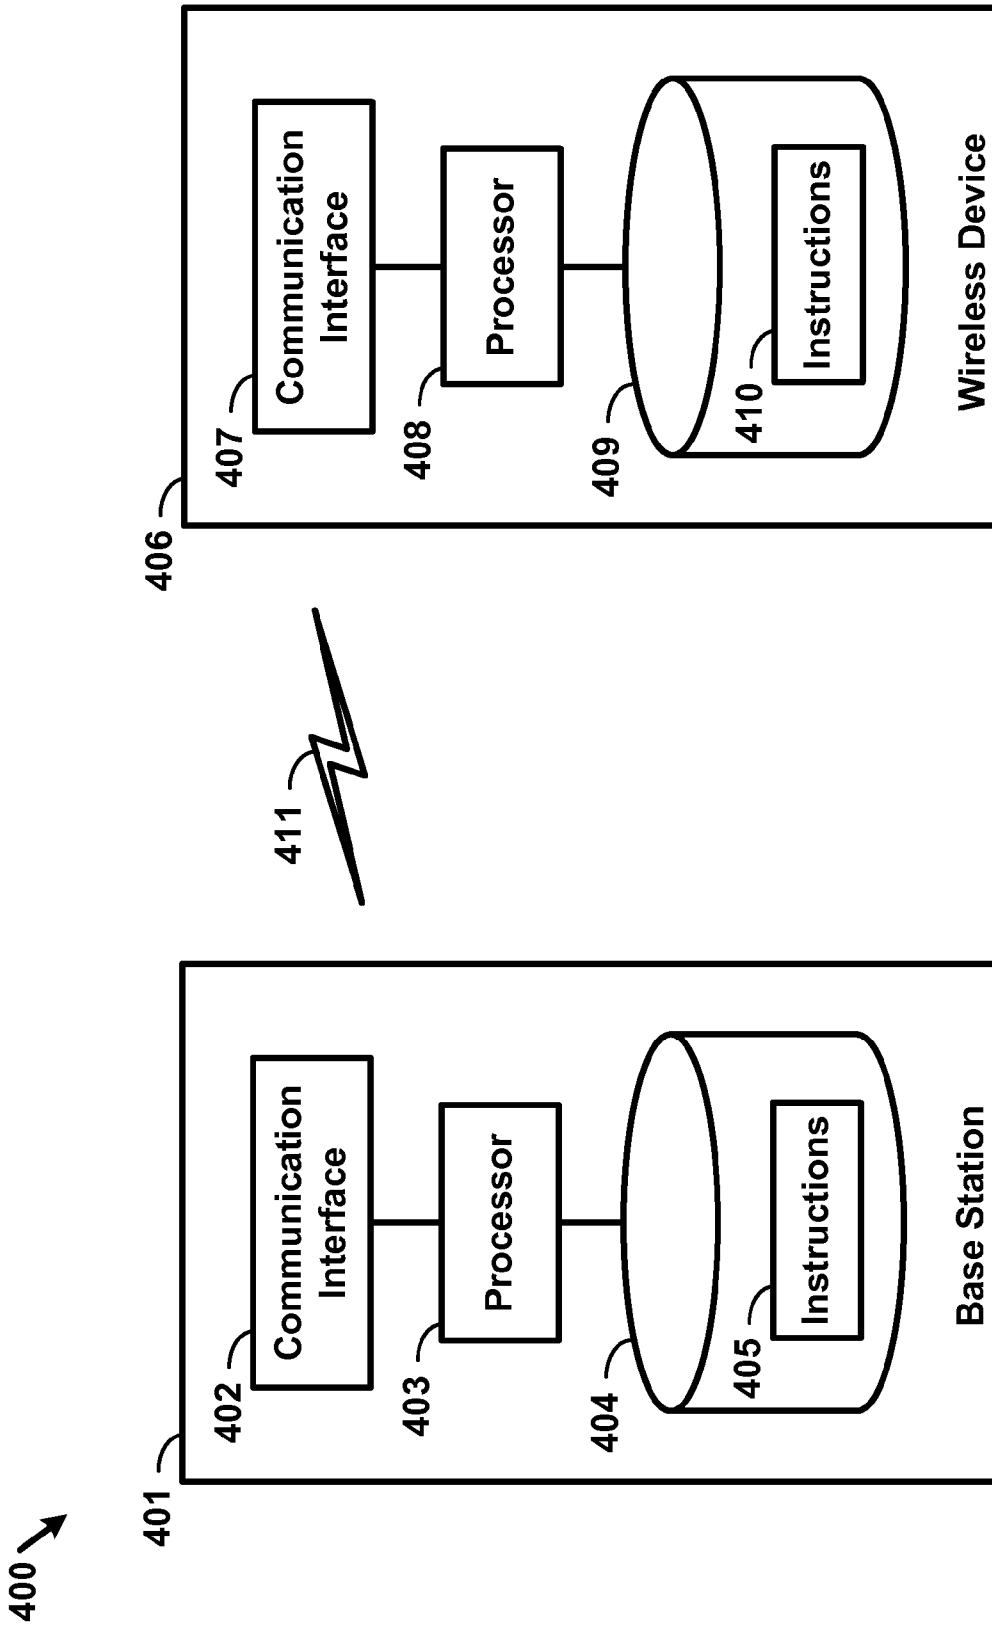 400
401
402
Communication
Interface
403
Processor
404
405
Instructions
Base Station
411
406
407
Communication
Interface
408
Processor
409
410
Instructions
Wireless Device